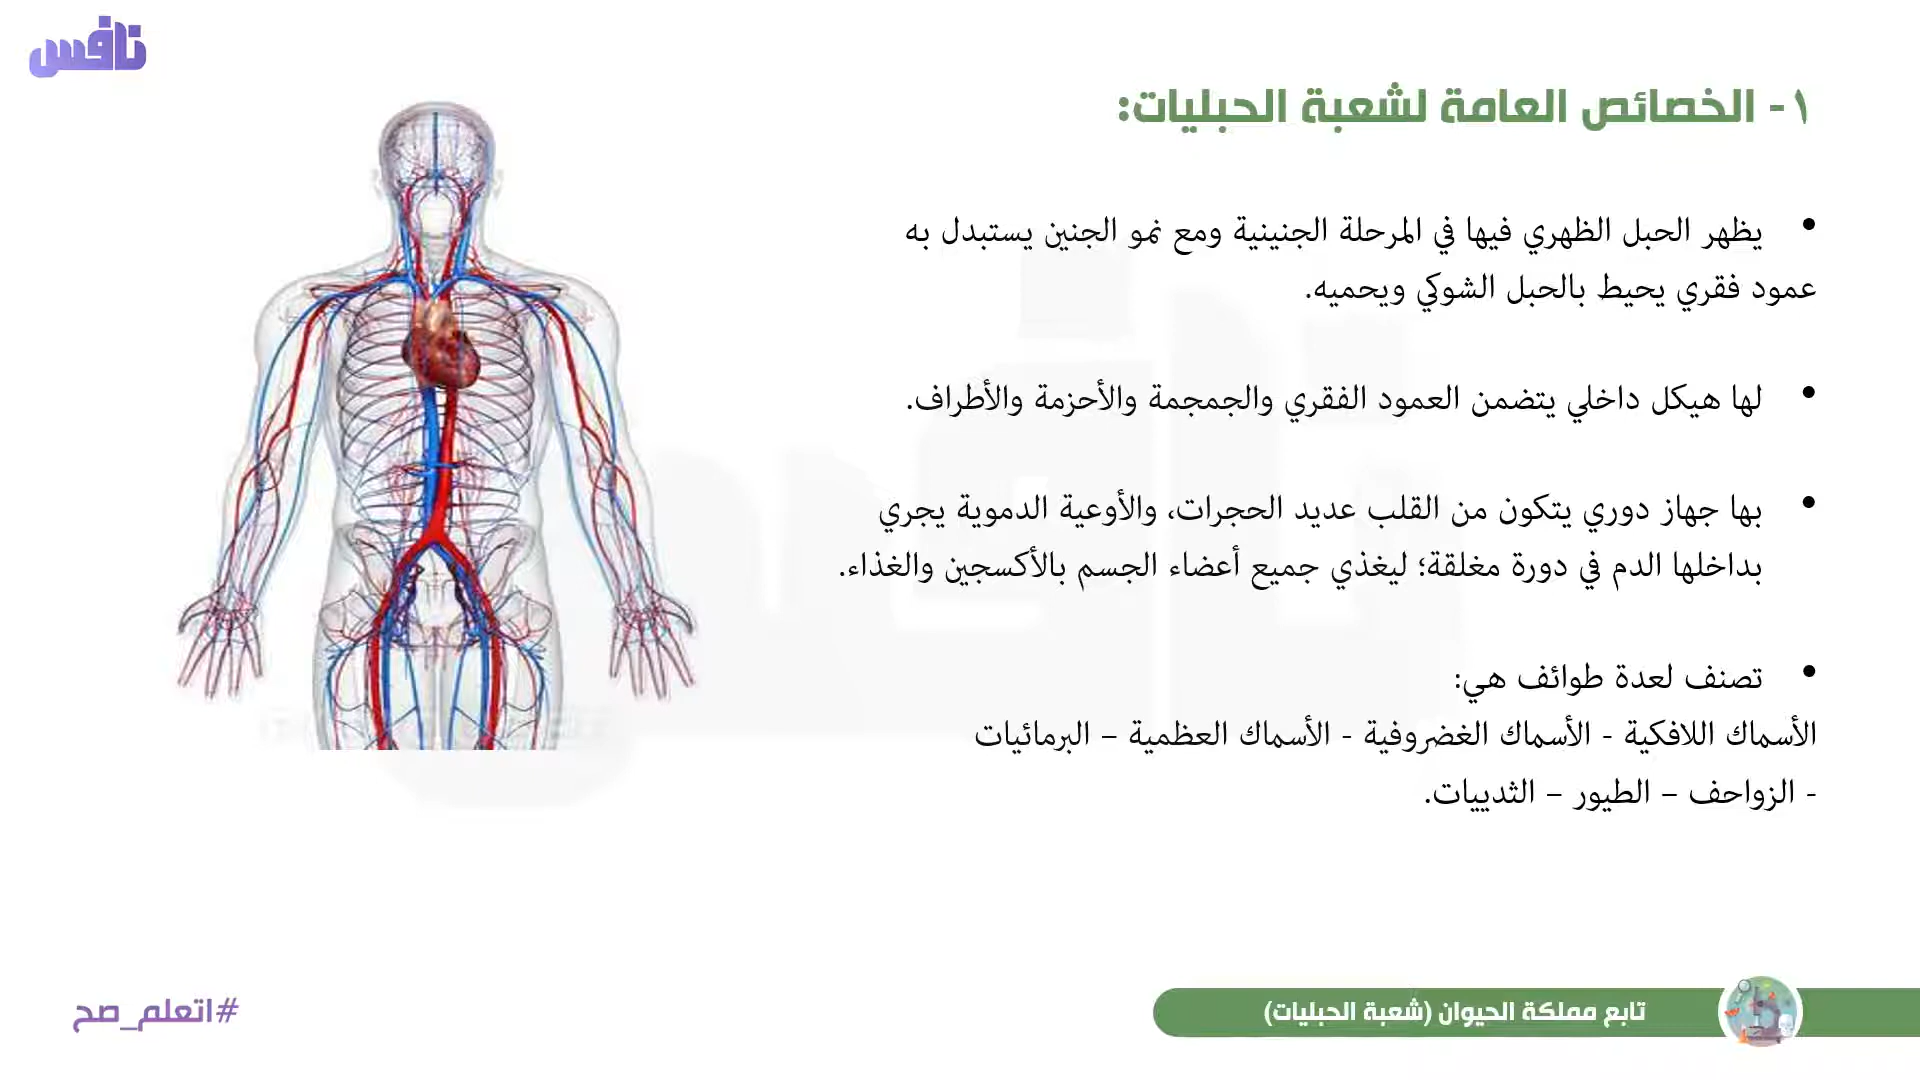 نافس
١- الخصائص العامة لشعبة الحبليات:
• يظهر الحبل الظهري فيها في المرحلة الجنينية ومع نمو الجنين يستبدل به
عمود فقري يحيط بالحبل الشوكي ويحميه.
• لها هيكل داخلي يتضمن العمود الفقري والجمجمة والأحزمة والأطراف.
• بها جهاز دوري يتكون من القلب عديد الحجرات، والأوعية الدموية يجري
بداخلها الدم في دورة مغلقة؛ ليغذي جميع أعضاء الجسم بالأكسجين والغذاء.
• تصنف لعدة طوائف هي:
الأسماك اللافكية - الأسماك الغضروفية - الأسماك العظمية – البرمائيات
- الزواحف – الطيور – الثدييات.
تابع مملكة الحيوان (شعبة الحبليات)
#اتعلم_صح